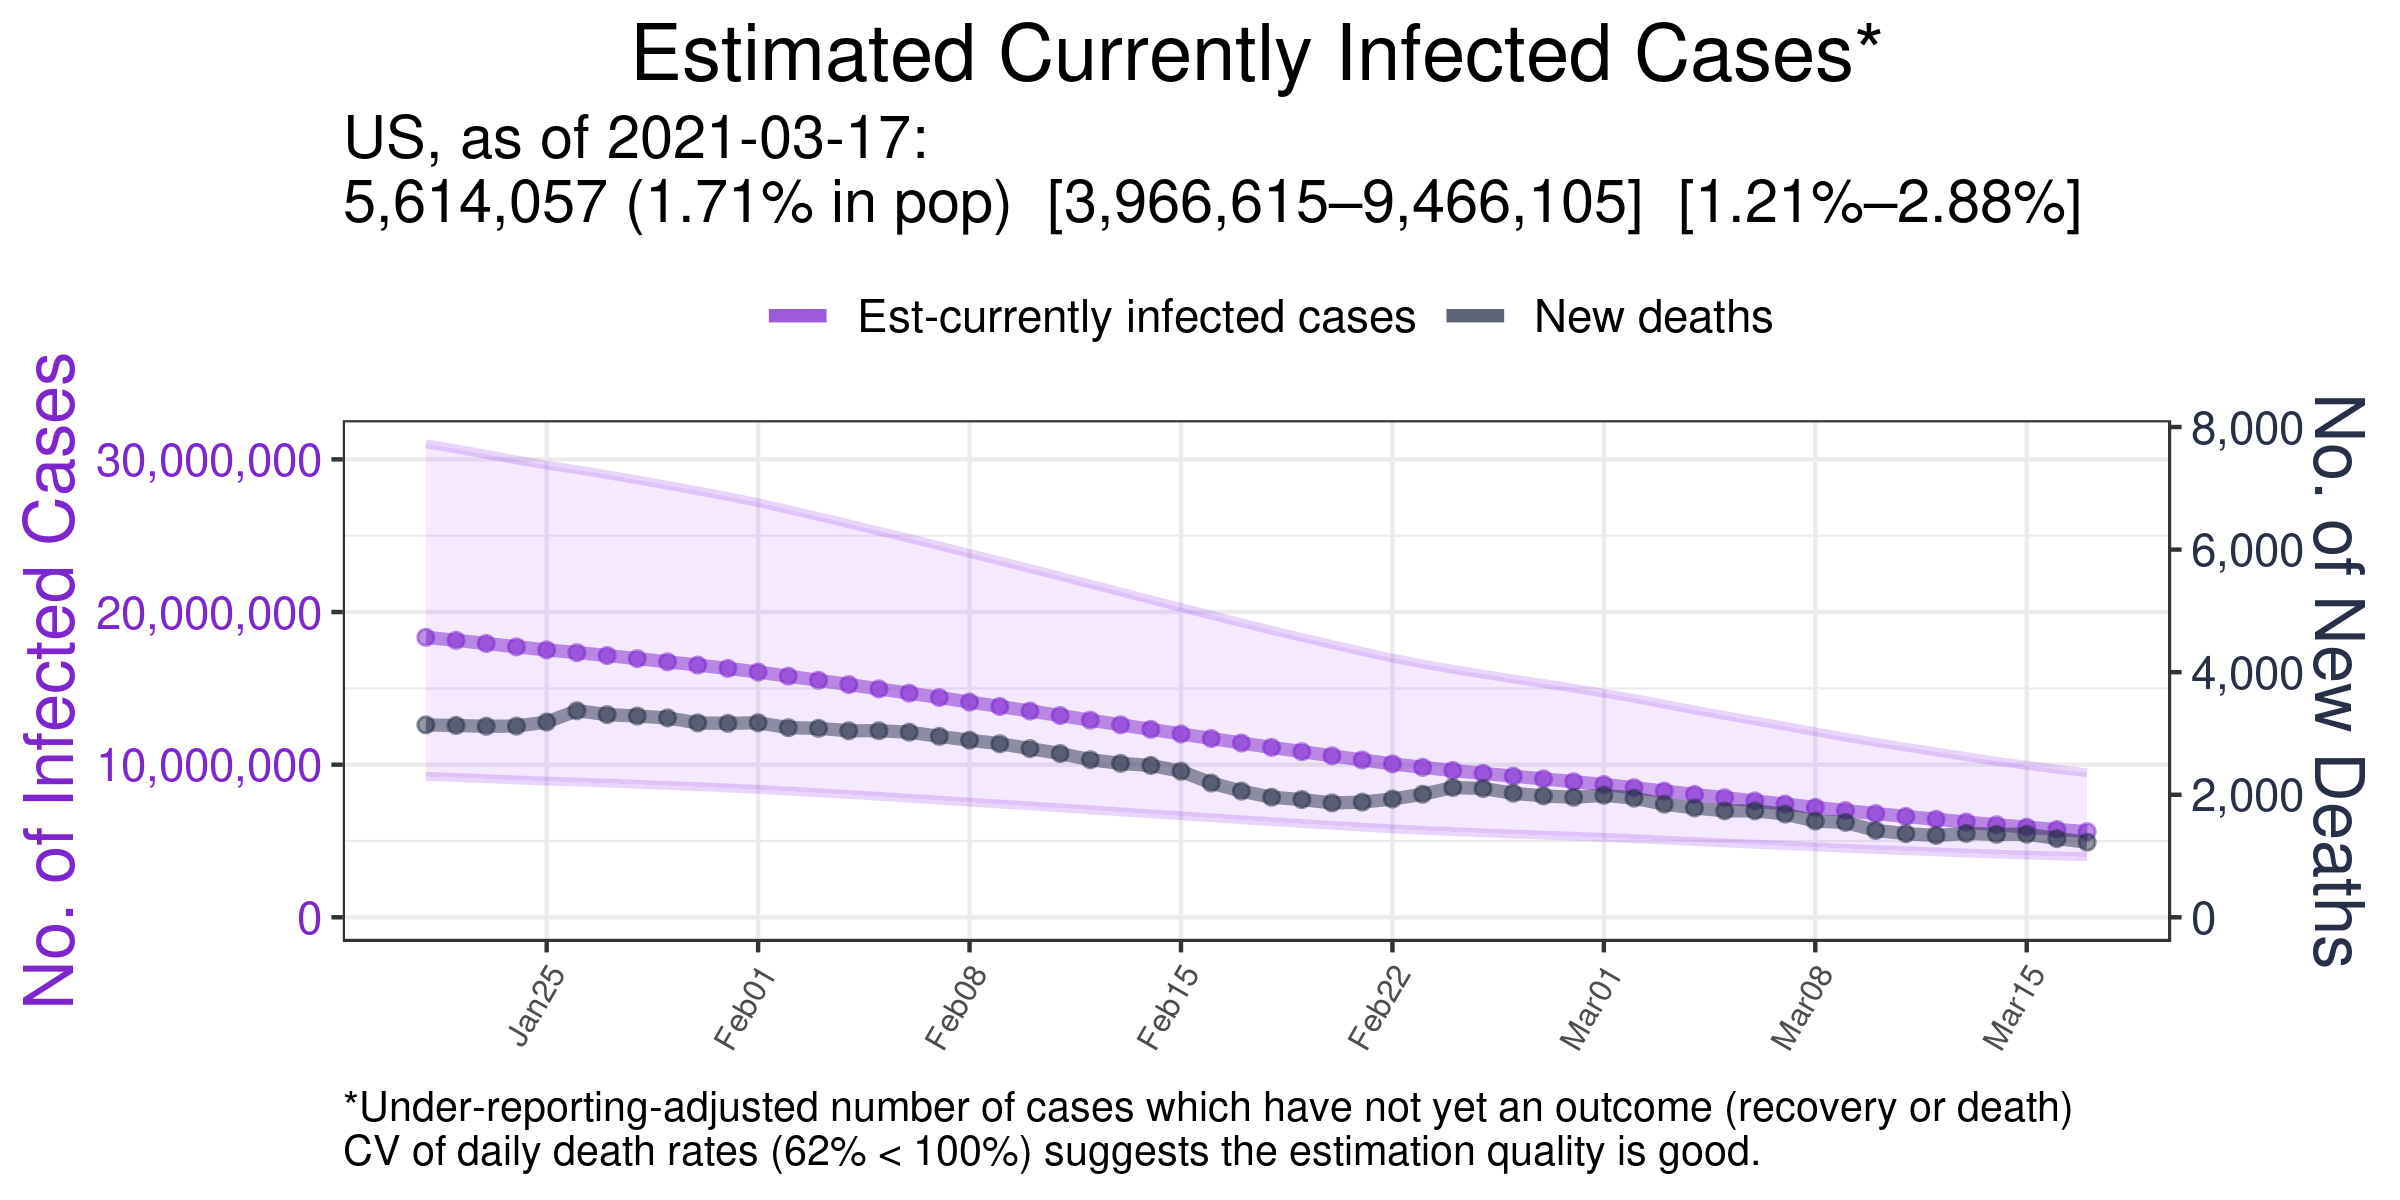 Estimated Currently Infected Cases*
US, as of 2021-03-17:
5,614,057 (1.71% in pop) [3,966,615–9,466,105] [1.21%–2.88%]
Est-currently infected cases
New deaths
No. of Infected Cases
30,000,000
20,000,000
10,000,000
0
8,000
6,000
4,000
2,000
0
No. of New Deaths
Jan25
Feb01
Feb08
Feb15
Feb22
Mar01
Mar08
Mar15
*Under-reporting-adjusted number of cases which have not yet an outcome (recovery or death)
CV of daily death rates (62% < 100%) suggests the estimation quality is good.